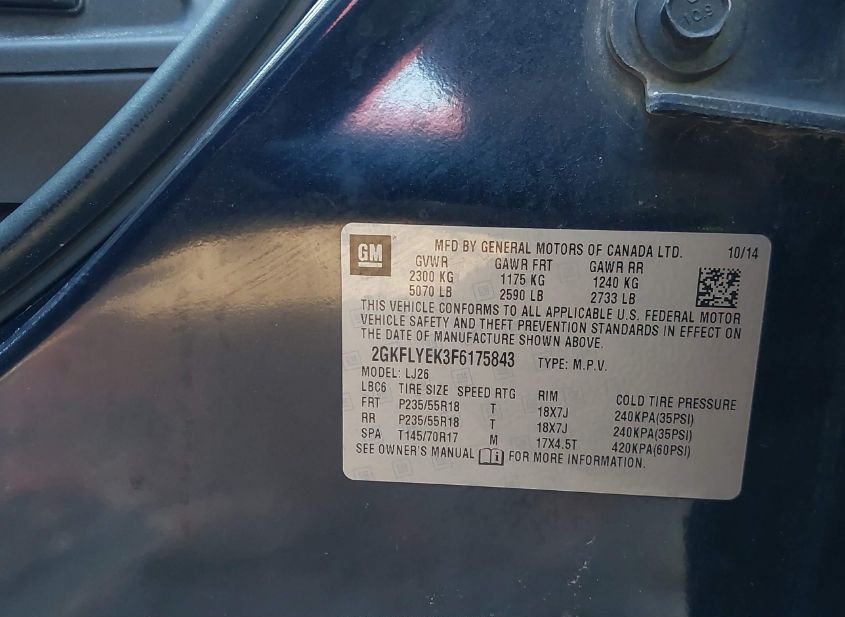 10.9
GM
MFD BY GENERAL MOTORS OF CANADA LTD. 10/14
GVWR GAWR FRT GAWR RR
2300 KG 1175 KG 1240 KG
5070 LB 2590 LB 2733 LB
THIS VEHICLE CONFORMS TO ALL APPLICABLE U.S. FEDERAL MOTOR
VEHICLE SAFETY AND THEFT PREVENTION STANDARDS IN EFFECT ON
THE DATE OF MANUFACTURE SHOWN ABOVE.
2GKFLYEK3F6175843 TYPE: M.P.V.
MODEL: LJ26
LBC6 TIRE SIZE SPEED RTG RIM COLD TIRE PRESSURE
FRT P235/55R18 T 18X7J 240KPA(35PSI)
RR P235/55R18 T 18X7J 240KPA(35PSI)
SPA T145/70R17 M 17X4.5T 420KPA(60PSI)
SEE OWNER'S MANUAL FOR MORE INFORMATION.